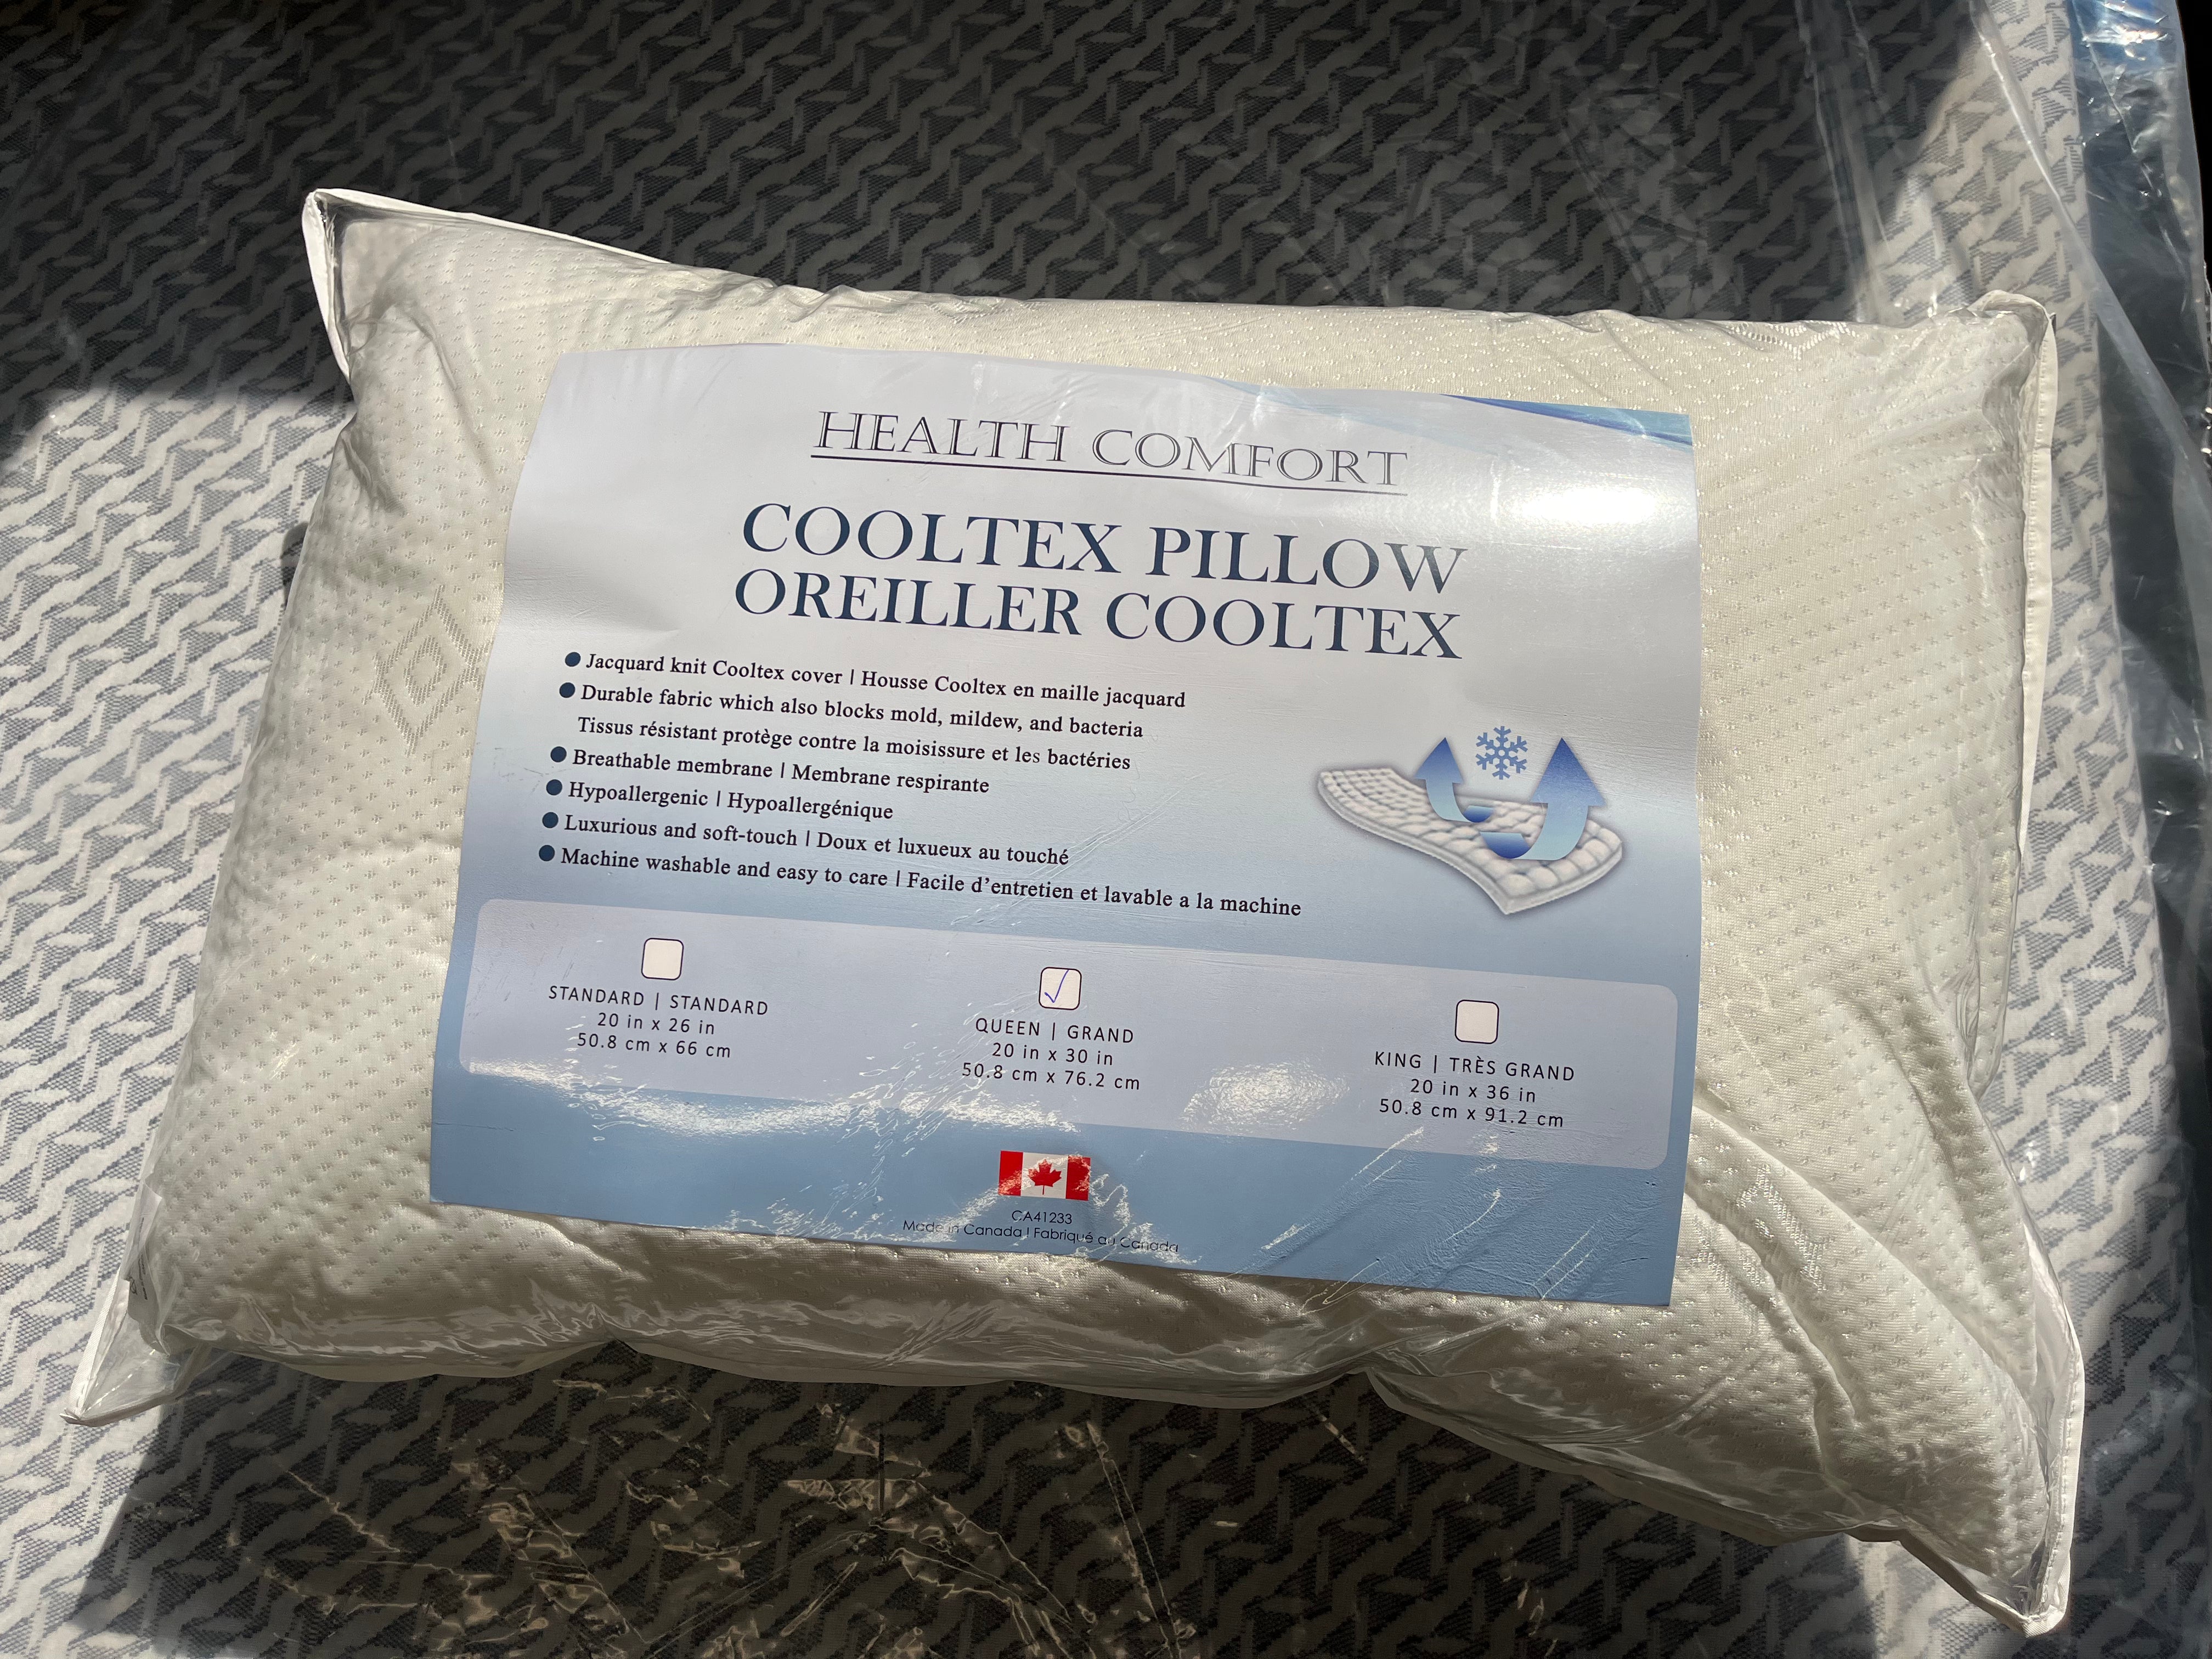 HEALTH COMFORT
COOLTEX PILLOW
OREILLER COOLTEX
Jacquard knit Cooltex cover | Housse Cooltex en maille jacquard
Durable fabric which also blocks mold, mildew, and bacteria
Tissus résistant protège contre la moisissure et les bactéries
Breathable membrane | Membrane respirante
Hypoallergenic | Hypoallergénique
Luxurious and soft-touch | Doux et luxueux au touché
Machine washable and easy to care | Facile d'entretien et lavable a la machine
STANDARD | STANDARD
20 in x 26 in
50.8 cm x 66 cm
QUEEN | GRAND
20 in x 30 in
50.8 cm x 76.2 cm
KING | TRÈS GRAND
20 in x 36 in
50.8 cm x 91.2 cm
CA41233
Made in Canada | Fabriqué au Canada